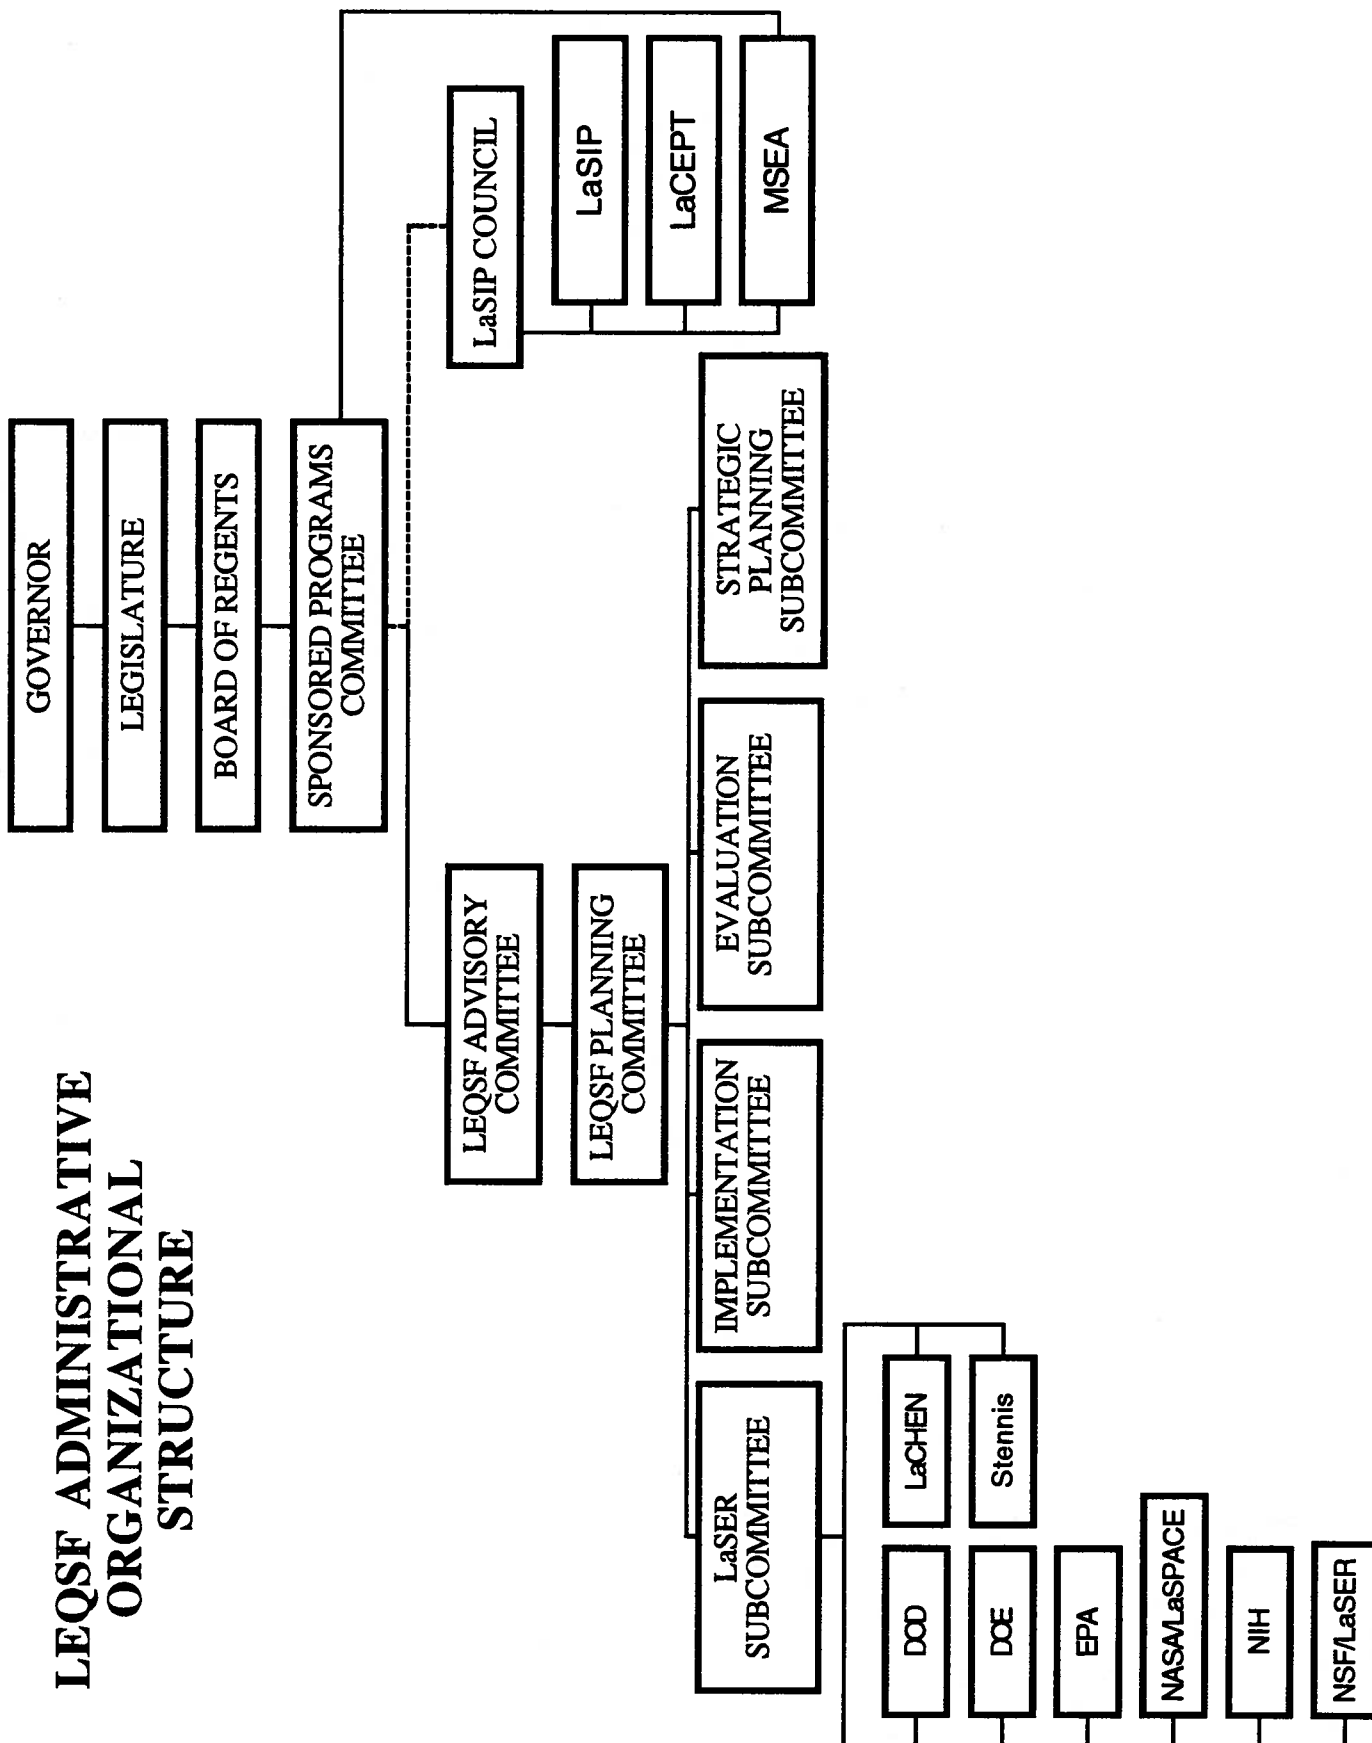 LEQSF ADMINISTRATIVE
ORGANIZATIONAL
STRUCTURE
GOVERNOR
LEGISLATURE
BOARD OF REGENTS
SPONSORED PROGRAMS
COMMITTEE
LEQSF ADVISORY
COMMITTEE
LaSIP COUNCIL
LEQSF PLANNING
COMMITTEE
LaSIP
LaCEPT
MSEA
LaSER
SUBCOMMITTEE
IMPLEMENTATION
SUBCOMMITTEE
EVALUATION
SUBCOMMITTEE
STRATEGIC
PLANNING
SUBCOMMITTEE
DOD
LaCHEN
DOE
Stennis
EPA
NASA/LaSPACE
NIH
NSF/LaSER